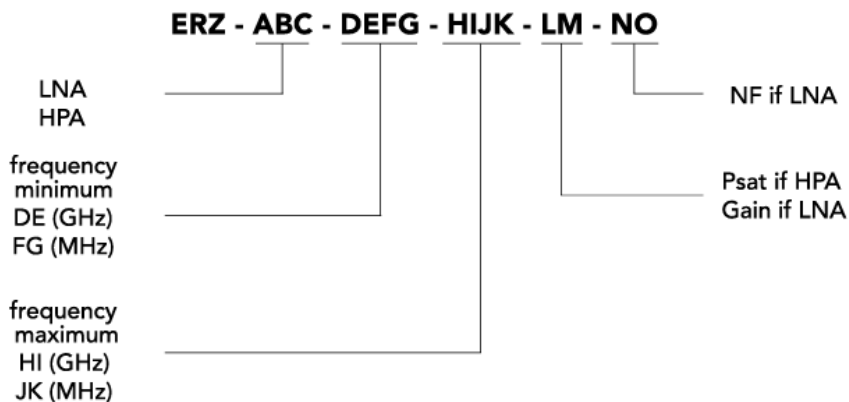 ERZ - ABC - DEFG - HIJK - LM - NO
LNA
HPA
frequency
minimum
DE (GHz)
FG (MHz)
frequency
maximum
HI (GHz)
JK (MHz)
NF if LNA
Psat if HPA
Gain if LNA